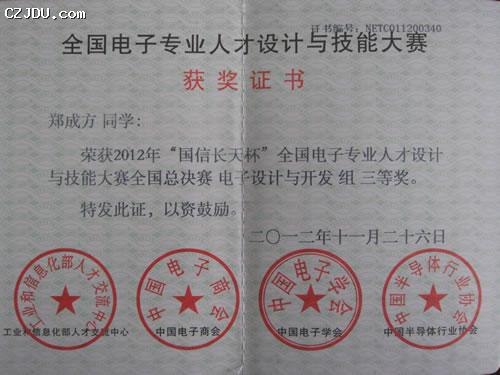 CZJDU.COM
证书编号：NETC011200340
全国电子专业人才设计与技能大赛
获奖证书
郑成方 同学：
荣获2012年“国信长天杯”全国电子专业人才设计
与技能大赛全国总决赛 电子设计与开发 组 三等奖。
特发此证，以资鼓励。
二〇一二年十一月二十六日
工业和信息化部人才交流中心
中国电子商会
中国电子学会
中国半导体行业协会
工业和信息化部人才交流中心
中国电子商会
中国电子学会
中国半导体行业协会
CZJDU.COM